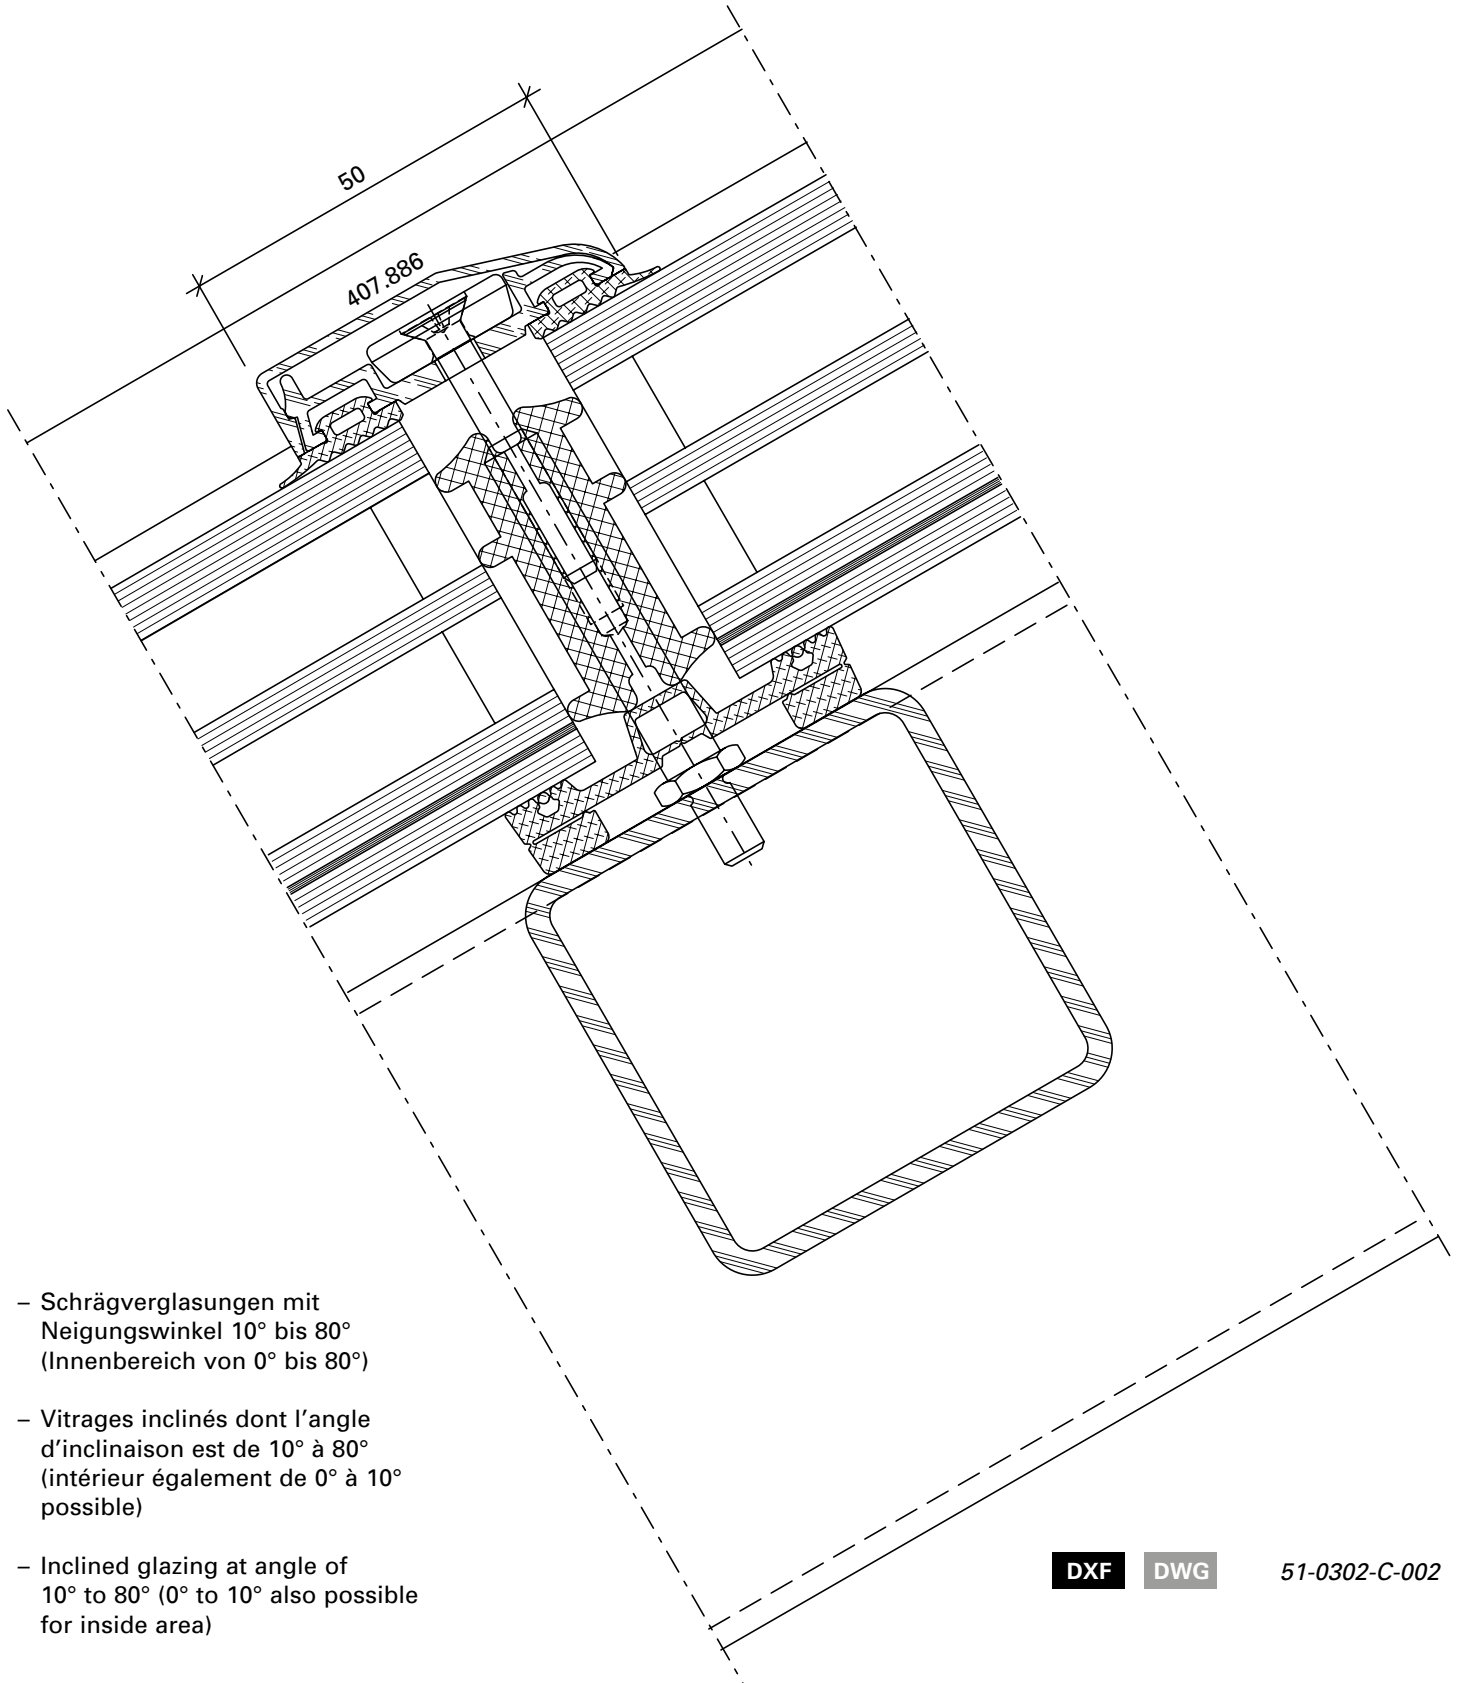 50
407.886
– Schrägverglasungen mit
Neigungswinkel 10° bis 80°
(Innenbereich von 0° bis 80°)
– Vitrages inclinés dont l’angle
d’inclinaison est de 10° à 80°
(intérieur également de 0° à 10°
possible)
– Inclined glazing at angle of
10° to 80° (0° to 10° also possible
for inside area)
DXF DWG 51-0302-C-002